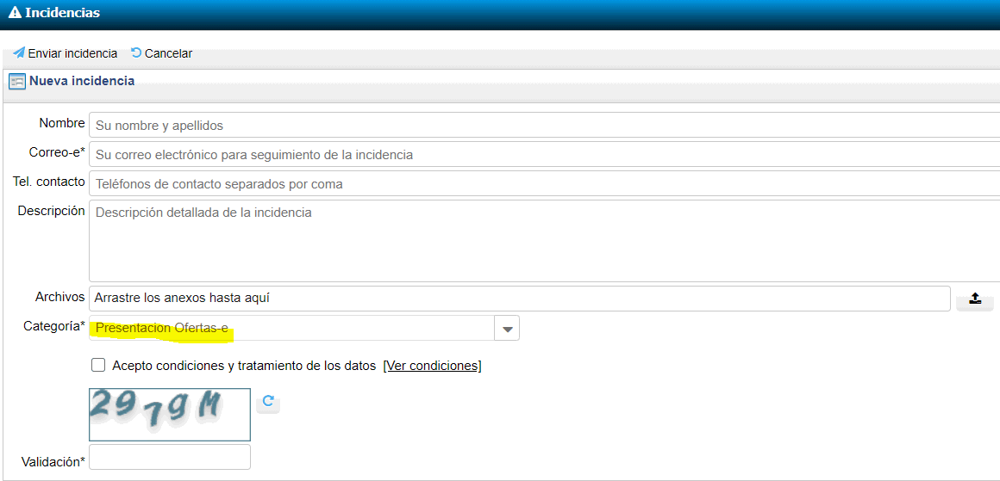 Incidencias
Enviar incidencia Cancelar
Nueva incidencia
Nombre Su nombre y apellidos
Correo-e* Su correo electrónico para seguimiento de la incidencia
Tel. contacto Teléfonos de contacto separados por coma
Descripción Descripción detallada de la incidencia
Archivos Arrastre los anexos hasta aquí
Categoría* Presentacion Ofertas-e
Acepto condiciones y tratamiento de los datos [Ver condiciones]
2979M
Validación*